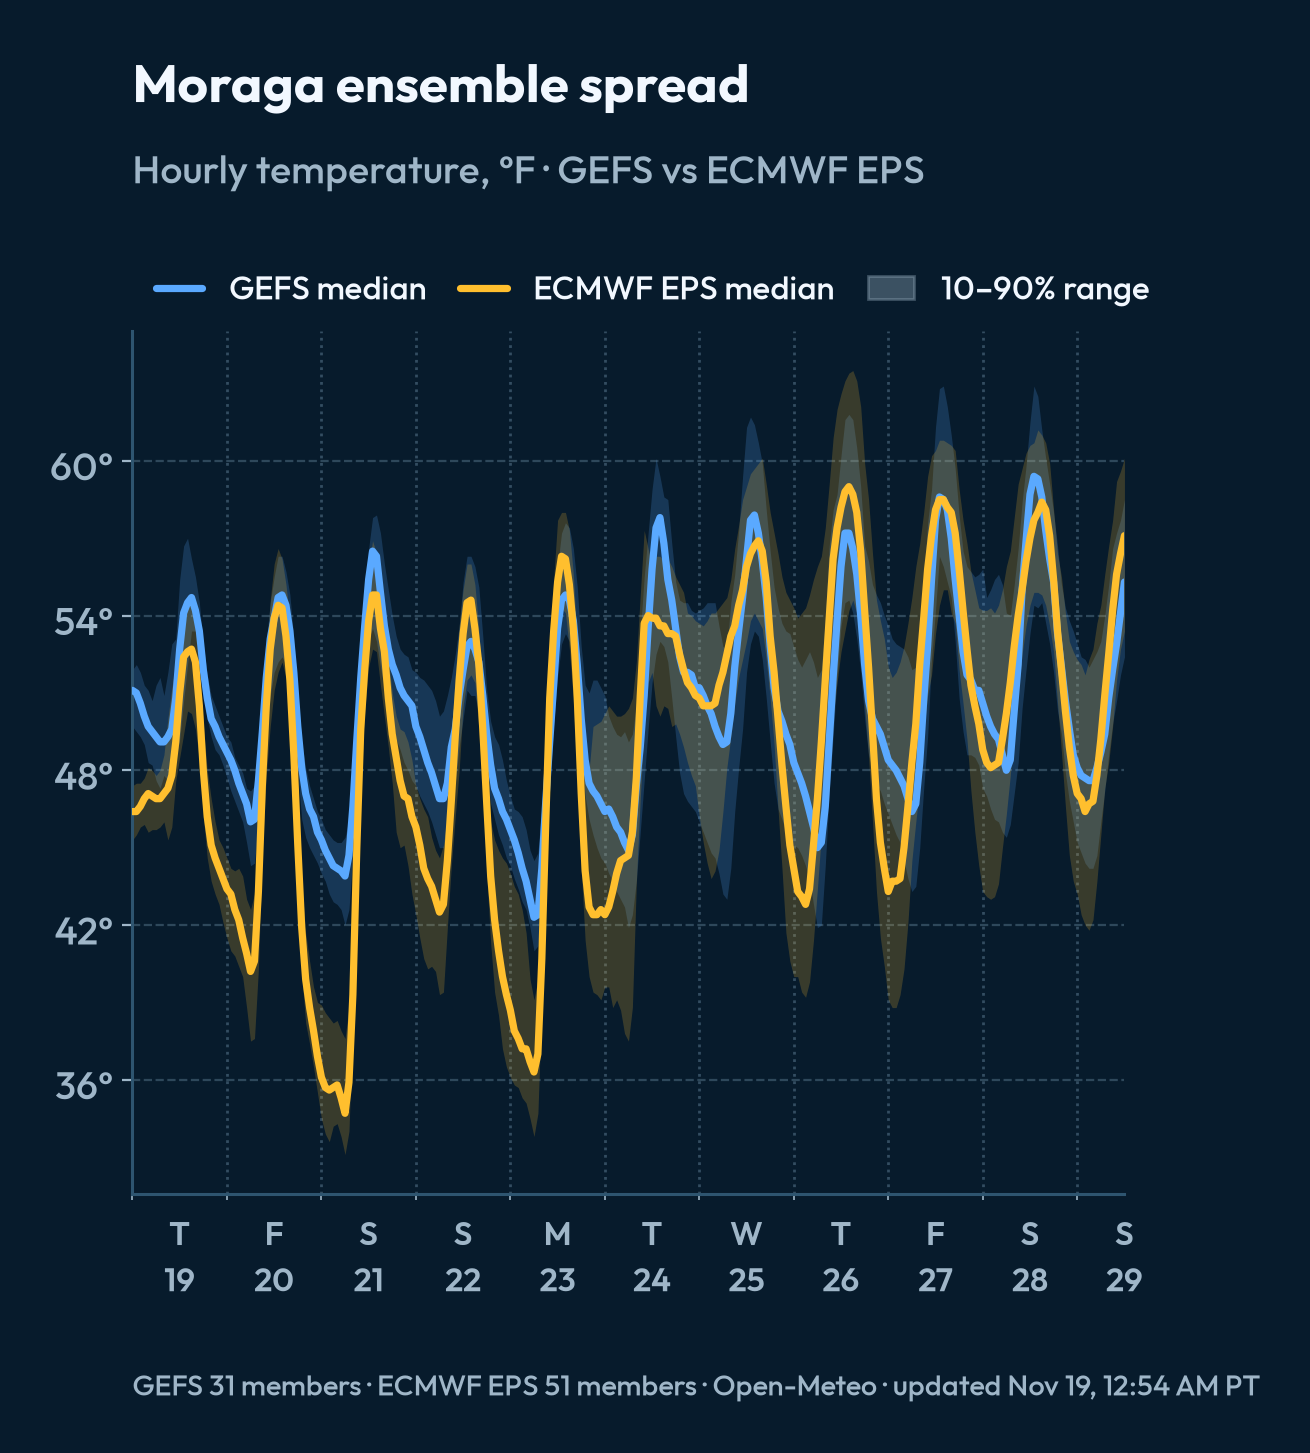 Moraga ensemble spread
Hourly temperature, °F · GEFS vs ECMWF EPS
GEFS median ECMWF EPS median 10–90% range
60°
54°
48°
42°
36°
T F S S M T W T F S S
19 20 21 22 23 24 25 26 27 28 29
GEFS 31 members · ECMWF EPS 51 members · Open-Meteo · updated Nov 19, 12:54 AM PT